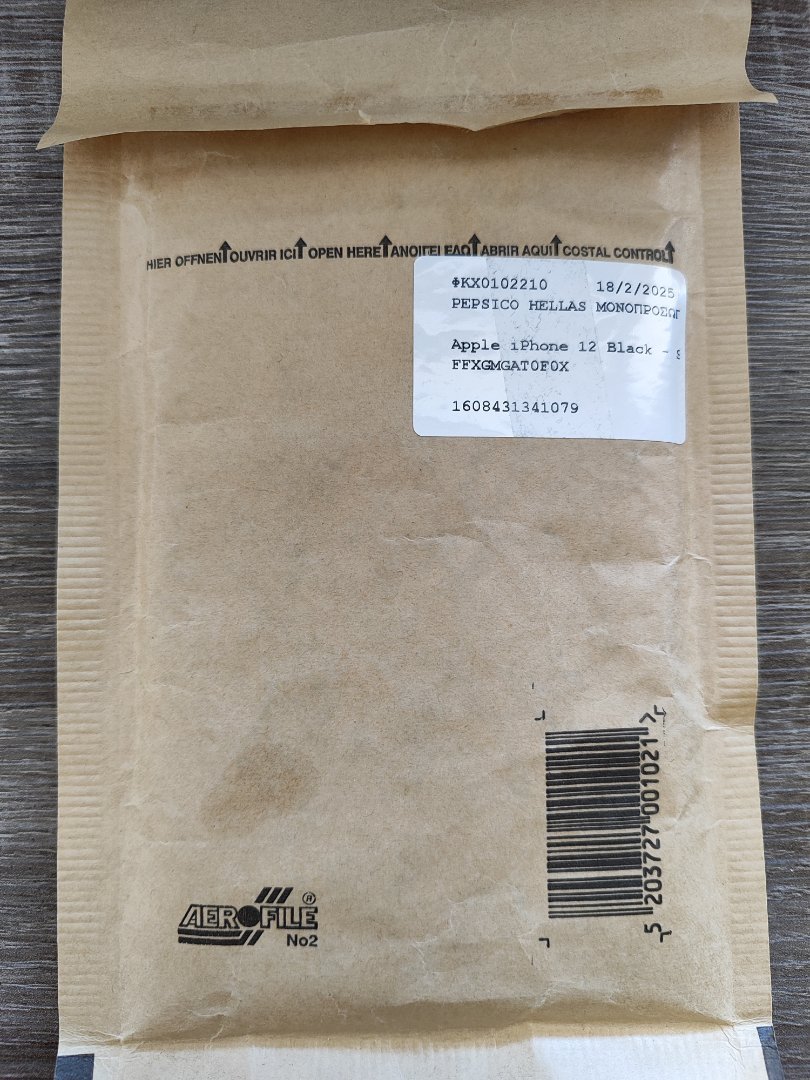 HIER OFFNEN OUVRIR ICI OPEN HERE ΑΝΟΙΓΕΙ ΕΔΩ ABRIR AQUI COSTAL CONTROL
ΦΚΧ0102210 18/2/2025
PEPSICO HELLAS ΜΟΝΟΠΡΟΣΩΠ
Apple iPhone 12 Black -
FFXGMGAT0F0X
1608431341079
5 203727 001021 >
AEROFILE ®
No2